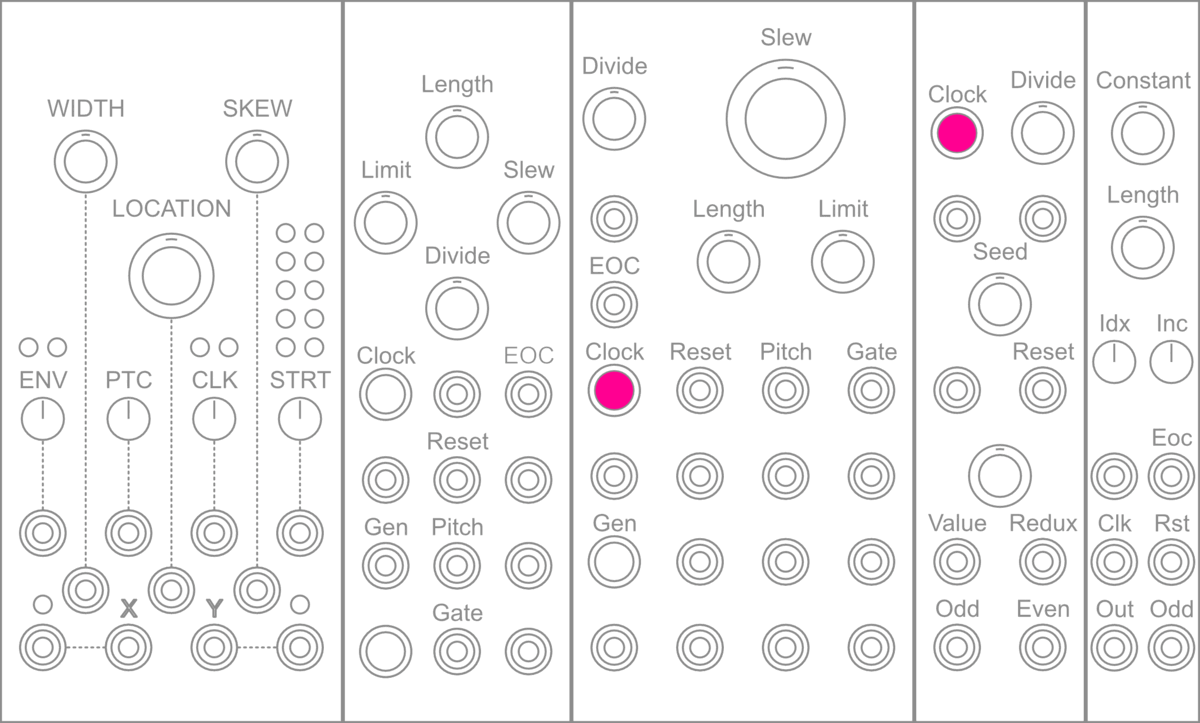 WIDTH SKEW
LOCATION
ENV PTC CLK STRT
X Y
Length
Limit Slew
Divide
Clock EOC
Reset
Gen Pitch
Gate
Slew
Divide
Length Limit
EOC
Clock Reset Pitch Gate
Gen
Clock Divide
Seed
Reset
Value Redux
Odd Even
Constant
Length
Idx Inc
Eoc
Clk Rst
Out Odd